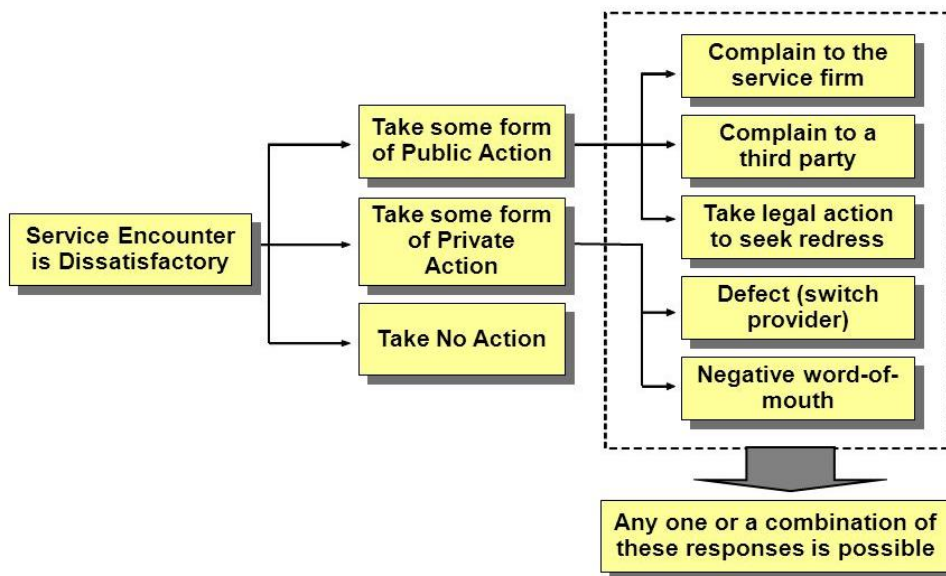 Service Encounter
is Dissatisfactory
Take some form
of Public Action
Take some form
of Private
Action
Take No Action
Complain to the
service firm
Complain to a
third party
Take legal action
to seek redress
Defect (switch
provider)
Negative word-of-
mouth
Any one or a combination of
these responses is possible